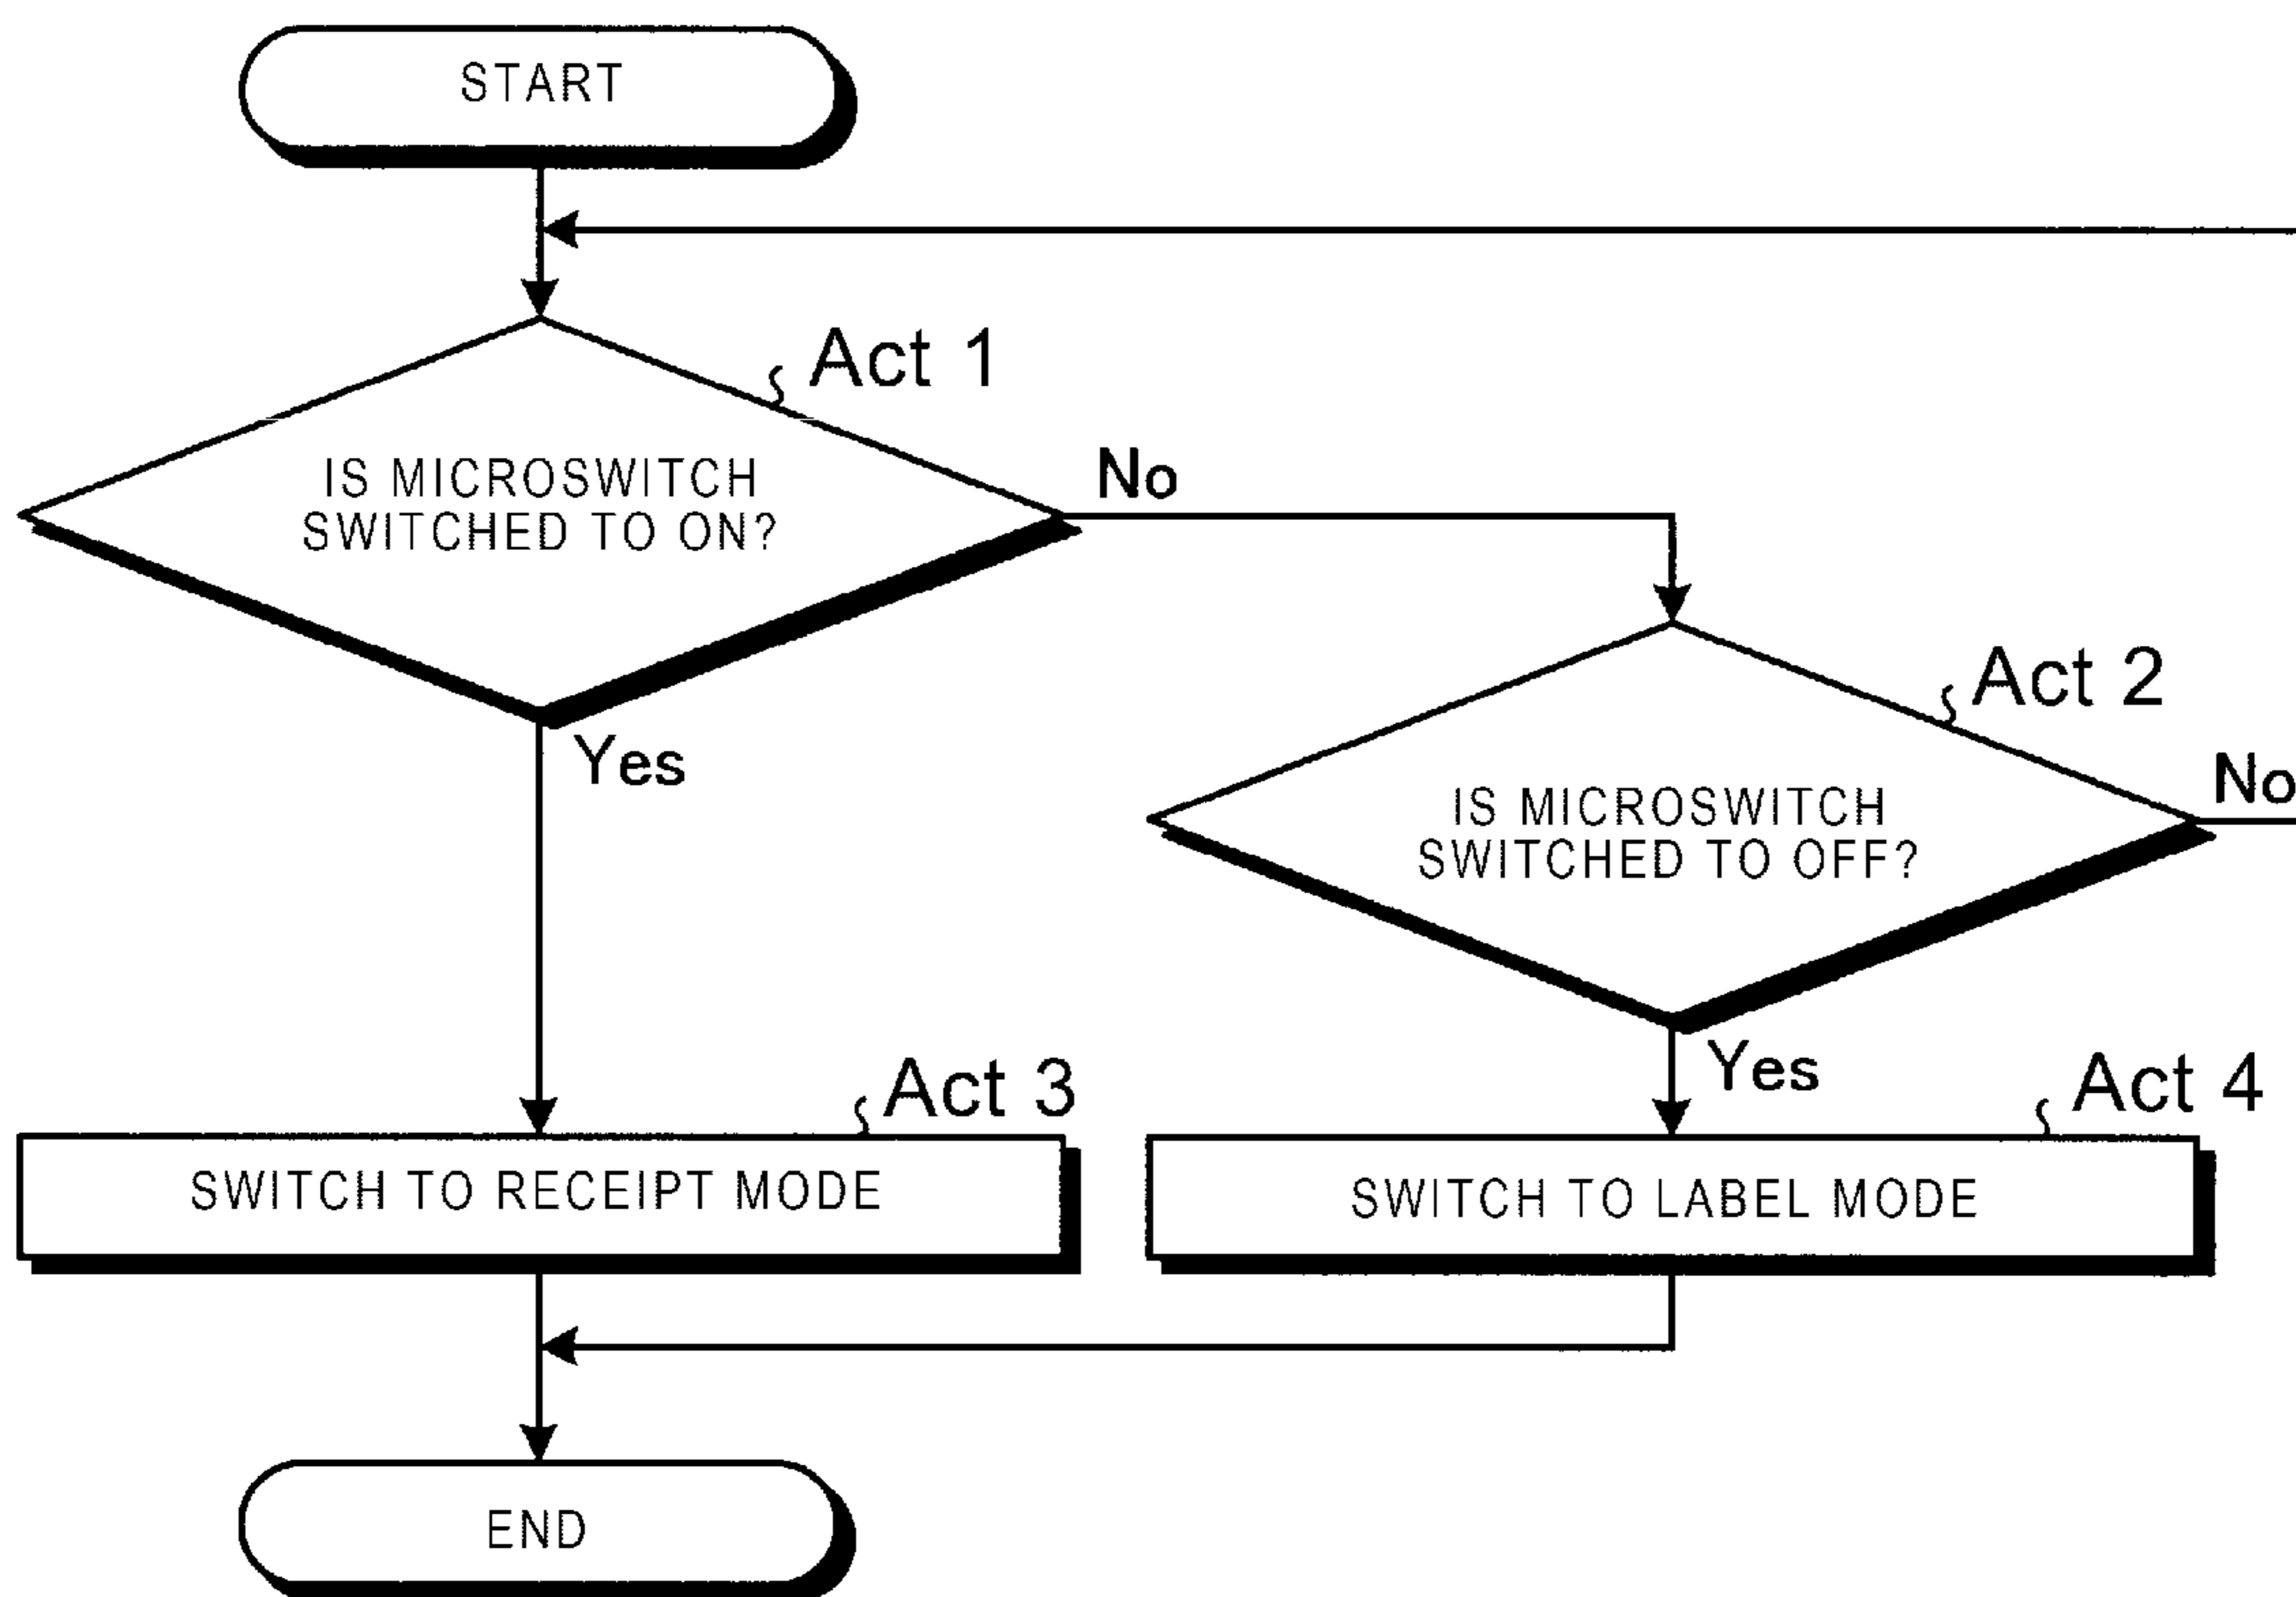 START
Act 1
IS MICROSWITCH
SWITCHED TO ON?
No
Yes
Act 2
IS MICROSWITCH
SWITCHED TO OFF?
No
Yes
Act 3
SWITCH TO RECEIPT MODE
Act 4
SWITCH TO LABEL MODE
END